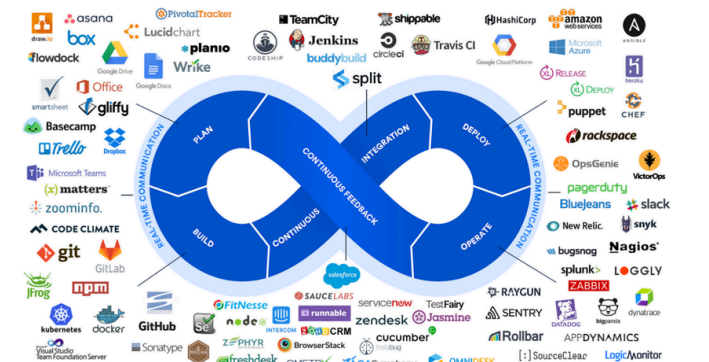 draw.io
asana
PivotalTracker
TeamCity
shippable
HashiCorp
amazon
web services
ANSIBLE
box
Lucidchart
planio
CODESHIP
Jenkins
circleci
Travis CI
Google Cloud Platform
Microsoft
Azure
flowdock
Google Drive
Google Docs
Wrike
buddybuild
split
XL RELEASE
heroku
smartsheet
Office
gliffy
XL DEPLOY
puppet
CHEF
Basecamp
Trello
Dropbox
rackspace
Microsoft Teams
OpsGenie
VictorOps
(x) matters
pagerduty
zoominfo.
BlueJeans
slack
CODE CLIMATE
New Relic.
snyk
git
GitLab
bugsnag
Nagios
JFrog
npm
splunk>
LOGGLY
ZABBIX
REAL-TIME COMMUNICATION
PLAN
BUILD
CONTINUOUS
INTEGRATION
CONTINUOUS FEEDBACK
DEPLOY
OPERATE
REAL-TIME COMMUNICATION
salesforce
kubernetes
docker
GitHub
Se
FitNesse
SAUCELABS
servicenow
TestFairy
RAYGUN
node
INTERCOM
runnable
zendesk
Jasmine
SENTRY
DATADOG
bigpanda
dynatrace
ZOHO CRM
Visual Studio
Team Foundation Server
Sonatype
MOCHA
ZEPHYR
BrowserStack
cucumber
Rollbar
APPDYNAMICS
freshdesk
OMNIDESK
[:] SourceClear
LogicMonitor